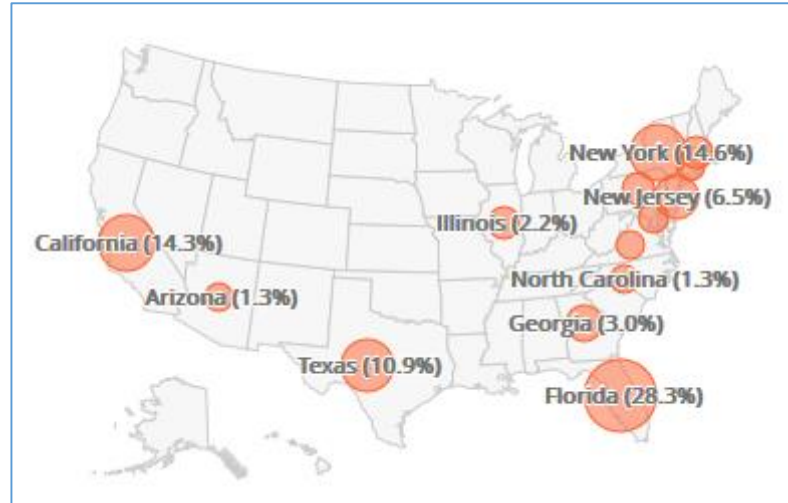 New York (14.6%)
New Jersey (6.5%)
Illinois (2.2%)
California (14.3%)
North Carolina (1.3%)
Arizona (1.3%)
Georgia (3.0%)
Texas (10.9%)
Florida (28.3%)